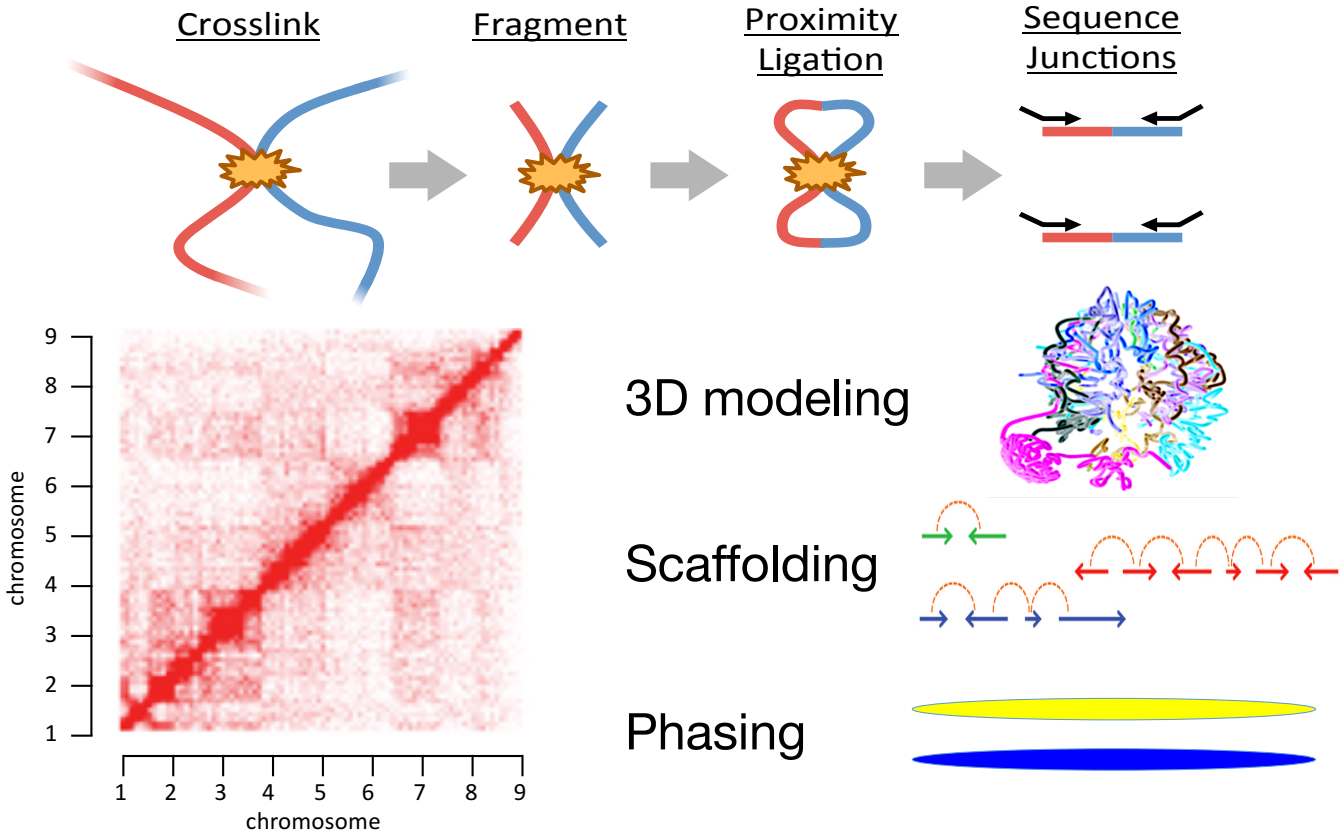 Crosslink
Fragment
Proximity
Ligation
Sequence
Junctions
9
8
7
6
5
4
3
2
1
chromosome
1 2 3 4 5 6 7 8 9
chromosome
3D modeling
Scaffolding
Phasing